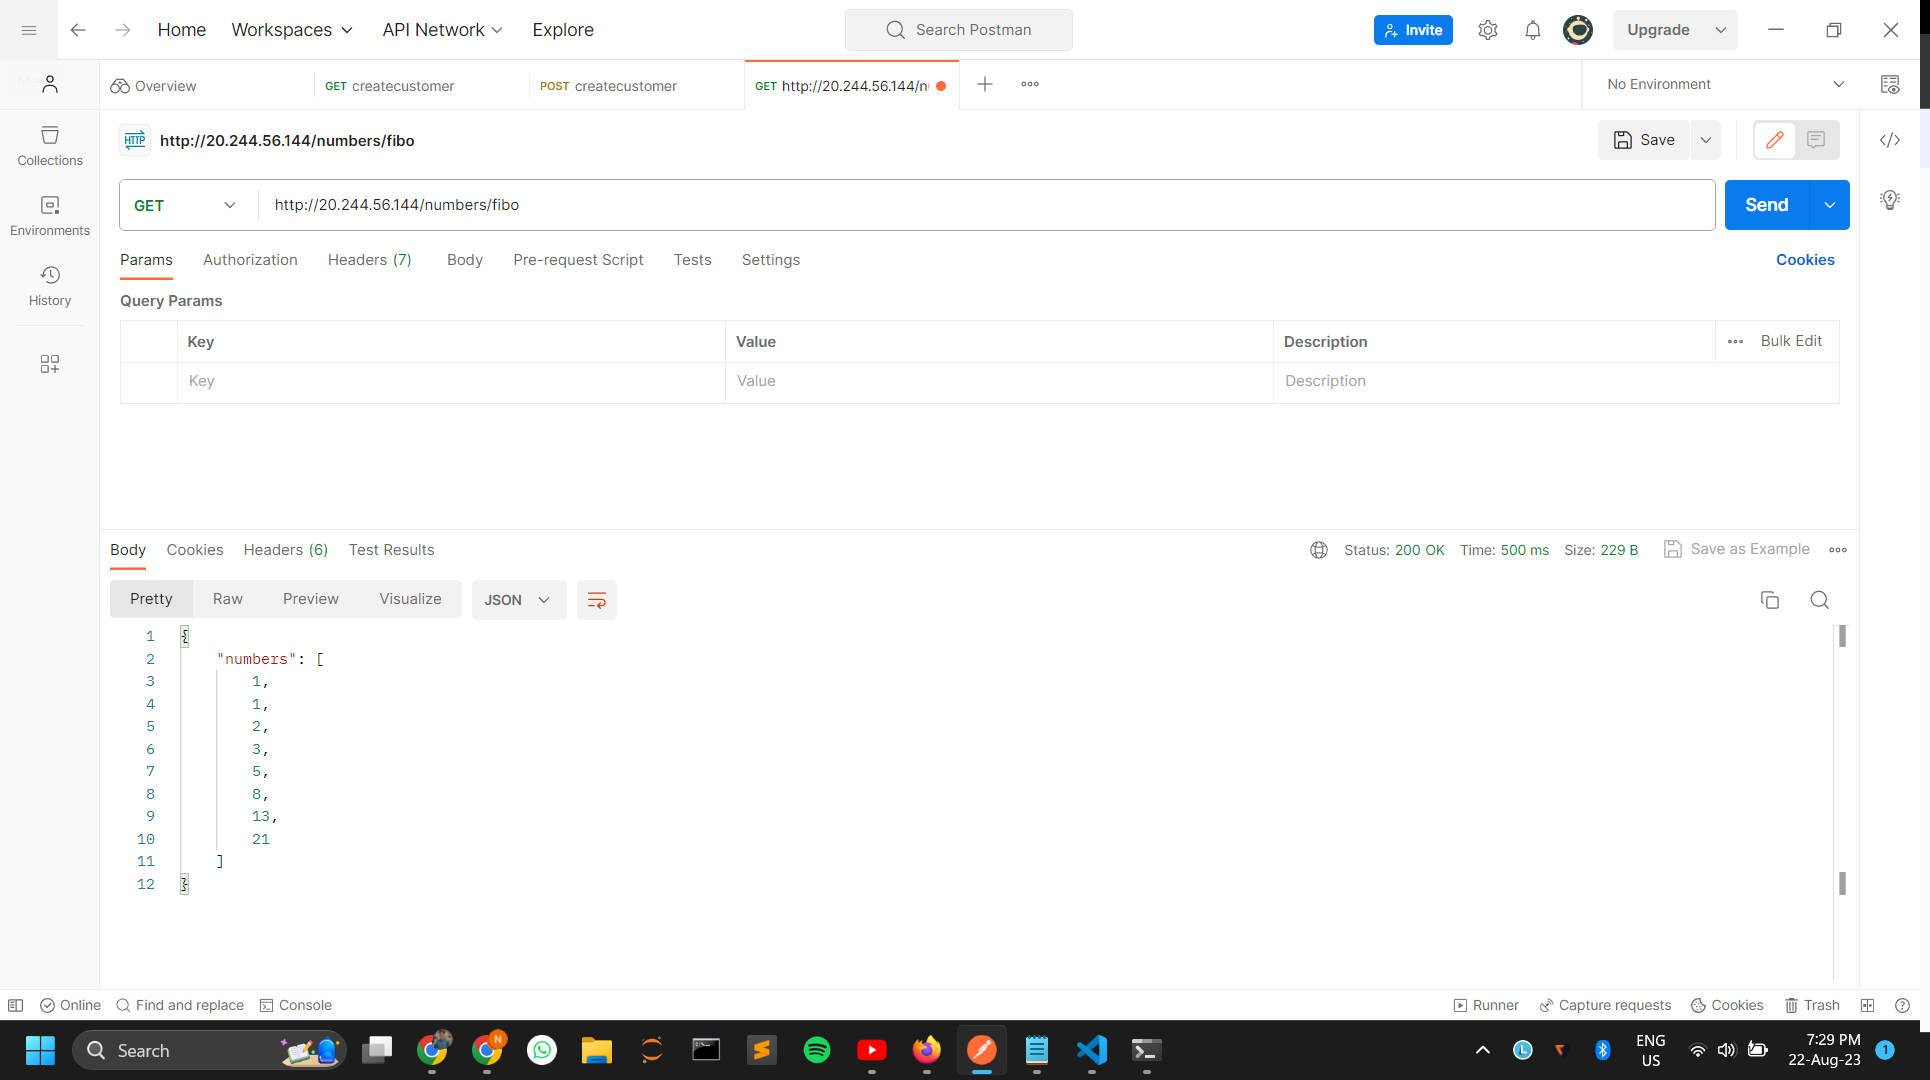 Home Workspaces API Network Explore Search Postman Invite Upgrade
Overview GET createcustomer POST createcustomer GET http://20.244.56.144/nu No Environment
HTTP http://20.244.56.144/numbers/fibo Save
Collections
Environments
History
GET http://20.244.56.144/numbers/fibo Send
Params Authorization Headers (7) Body Pre-request Script Tests Settings Cookies
Query Params
Key Value Description Bulk Edit
Key Value Description
Body Cookies Headers (6) Test Results Status: 200 OK Time: 500 ms Size: 229 B Save as Example
Pretty Raw Preview Visualize JSON
1 {
2 "numbers": [
3 1,
4 1,
5 2,
6 3,
7 5,
8 8,
9 13,
10 21
11 ]
12 }
Online Find and replace Console Runner Capture requests Cookies Trash
Search N L ENG 7:29 PM 1
US 22-Aug-23